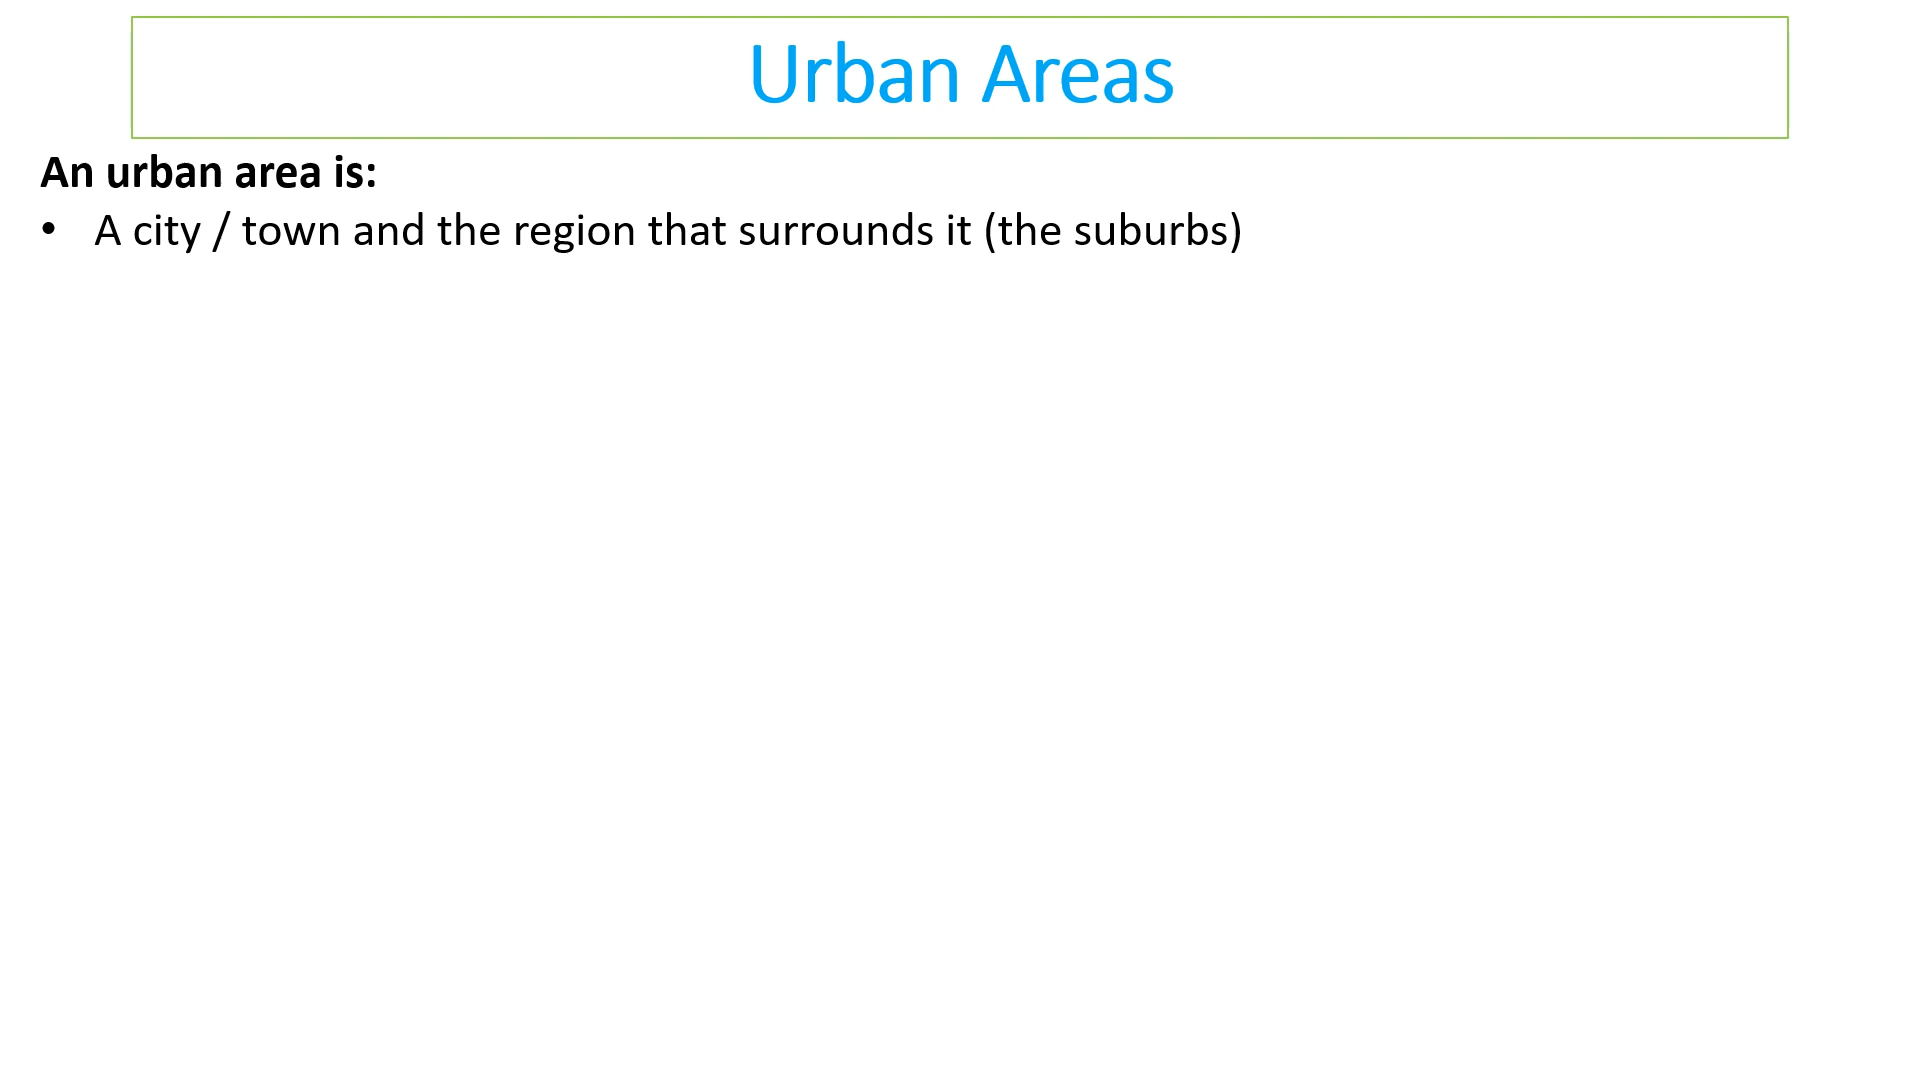 Urban Areas
An urban area is:
• A city / town and the region that surrounds it (the suburbs)